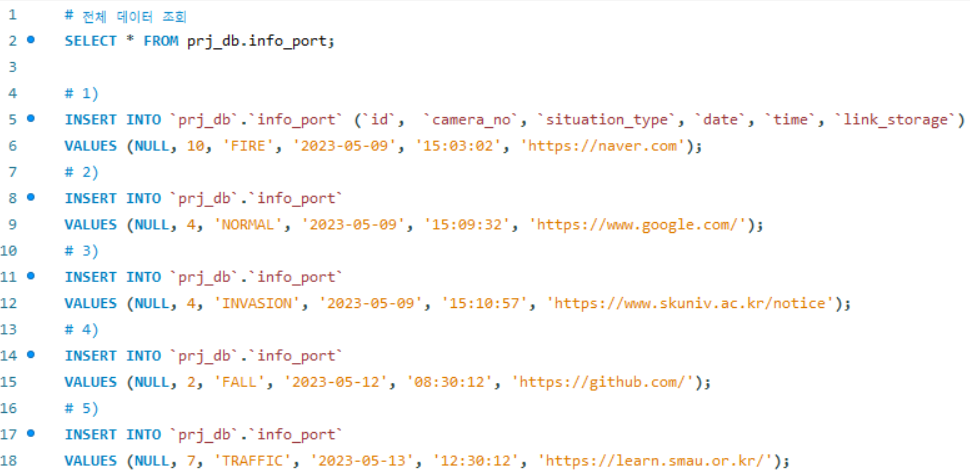 1 # 전체 데이터 조회
2 SELECT * FROM prj_db.info_port;
3
4 # 1)
5 INSERT INTO `prj_db`.`info_port` (`id`,  `camera_no`, `situation_type`, `date`, `time`, `link_storage`)
6 VALUES (NULL, 10, 'FIRE', '2023-05-09', '15:03:02', 'https://naver.com');
7 # 2)
8 INSERT INTO `prj_db`.`info_port`
9 VALUES (NULL, 4, 'NORMAL', '2023-05-09', '15:09:32', 'https://www.google.com/');
10 # 3)
11 INSERT INTO `prj_db`.`info_port`
12 VALUES (NULL, 4, 'INVASION', '2023-05-09', '15:10:57', 'https://www.skuniv.ac.kr/notice');
13 # 4)
14 INSERT INTO `prj_db`.`info_port`
15 VALUES (NULL, 2, 'FALL', '2023-05-12', '08:30:12', 'https://github.com/');
16 # 5)
17 INSERT INTO `prj_db`.`info_port`
18 VALUES (NULL, 7, 'TRAFFIC', '2023-05-13', '12:30:12', 'https://learn.smau.or.kr/');